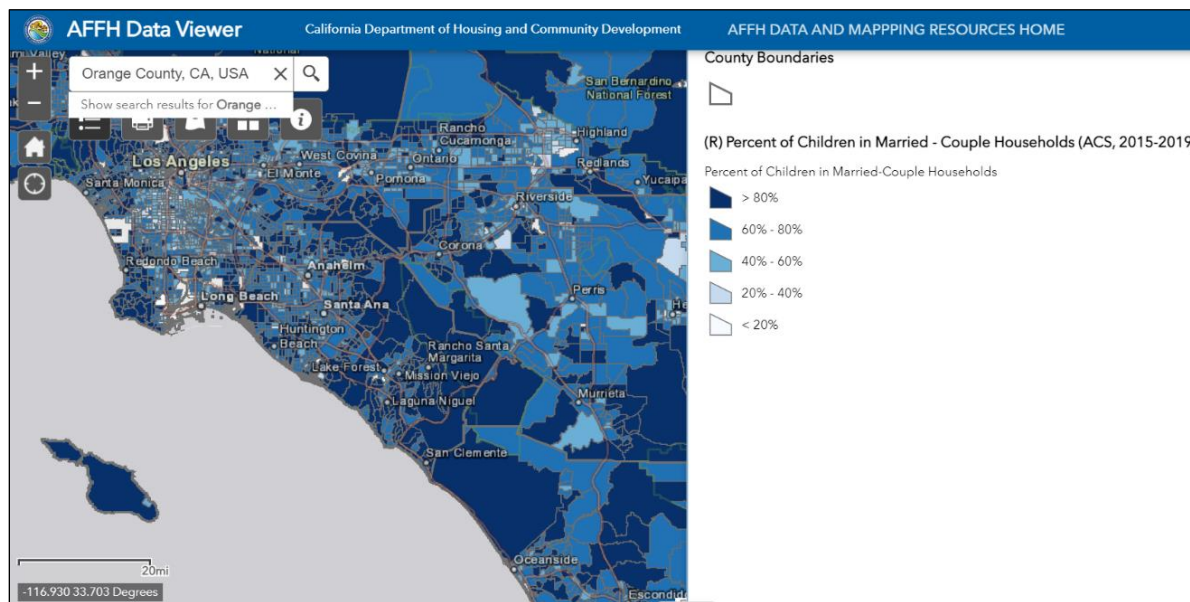 AFFH Data Viewer
California Department of Housing and Community Development
AFFH DATA AND MAPPPING RESOURCES HOME
Orange County, CA, USA
Show search results for Orange ...
San Bernardino
National Forest
Rancho
Cucamonga
Highland
Los Angeles
West Covina
Ontario
Redlands
El Monte
Pomona
Yucaipa
Santa Monica
Riverside
Corona
Redondo Beach
Anaheim
Long Beach
Santa Ana
Perris
He
Huntington
Beach
Rancho Santa
Margarita
Lake Forest
Mission Viejo
Laguna Niguel
Murrieta
San Clemente
Oceanside
Escondid
20mi
-116.930 33.703 Degrees
County Boundaries
(R) Percent of Children in Married - Couple Households (ACS, 2015-2019
Percent of Children in Married-Couple Households
> 80%
60% - 80%
40% - 60%
20% - 40%
< 20%